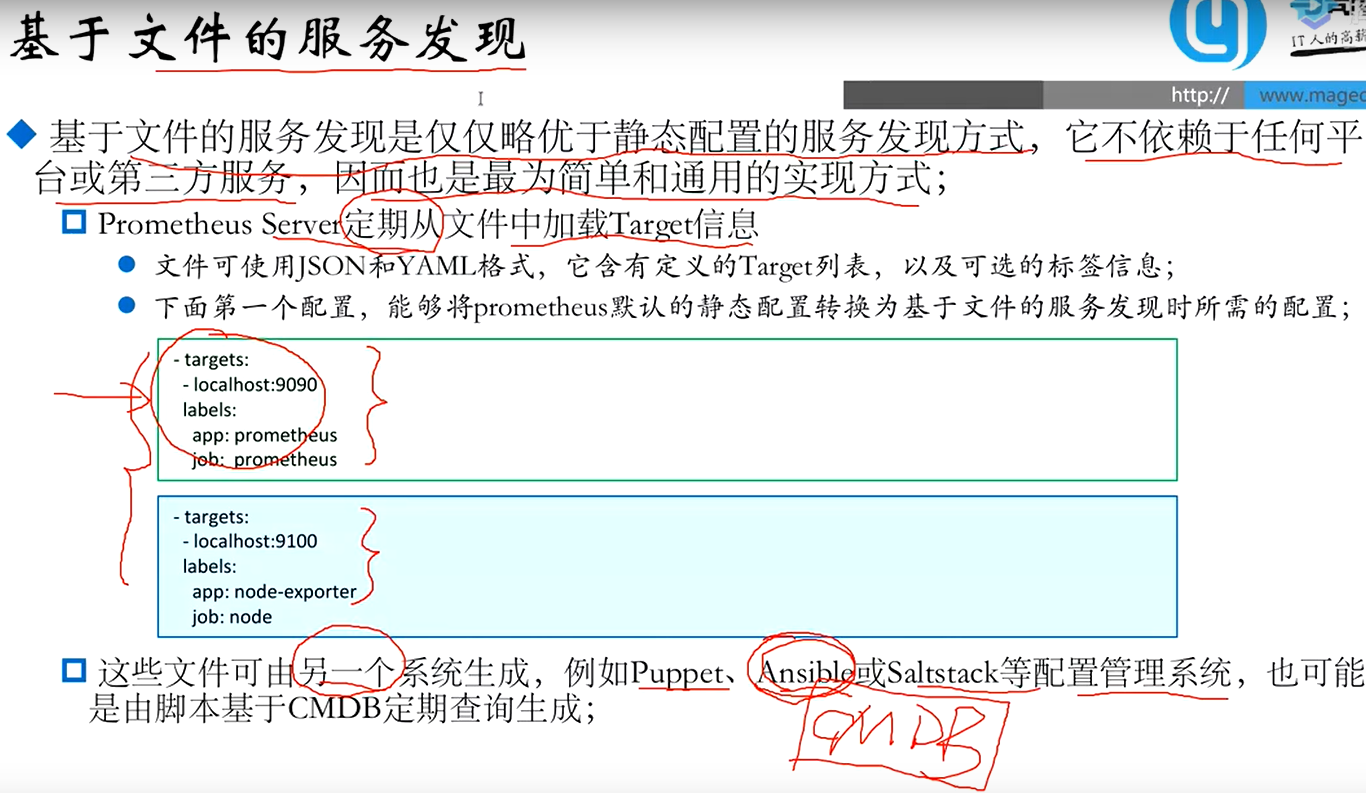 基于文件的服务发现
IT人的高薪
http:// www.maged
基于文件的服务发现是仅仅略优于静态配置的服务发现方式，它不依赖于任何平
台或第三方服务，因而也是最为简单和通用的实现方式；
Prometheus Server定期从文件中加载Target信息
文件可使用JSON和YAML格式，它含有定义的Target列表，以及可选的标签信息；
下面第一个配置，能够将prometheus默认的静态配置转换为基于文件的服务发现时所需的配置；
- targets:
- localhost:9090
labels:
app: prometheus
job: prometheus
- targets:
- localhost:9100
labels:
app: node-exporter
job: node
这些文件可由另一个系统生成，例如Puppet、Ansible或Saltstack等配置管理系统，也可能
是由脚本基于CMDB定期查询生成；
CMDB